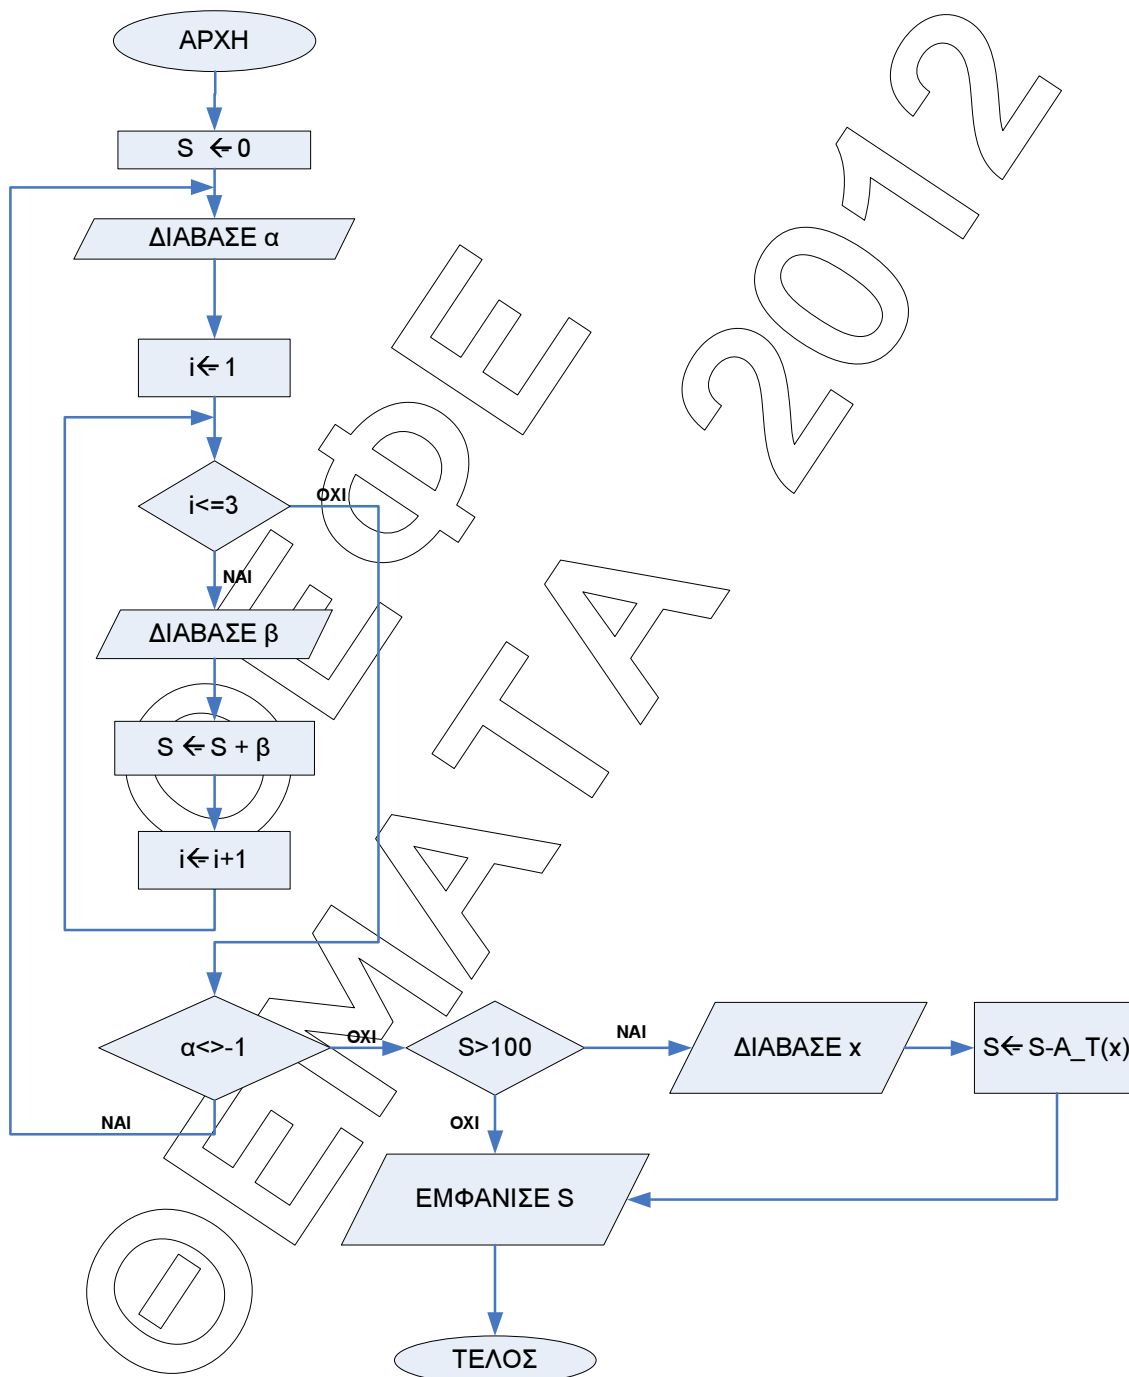 ΑΡΧΗ
S ← 0
ΔΙΑΒΑΣΕ α
i ← 1
i<=3
ΟΧΙ
ΝΑΙ
ΔΙΑΒΑΣΕ β
S ← S + β
i ← i+1
α<>-1
ΟΧΙ
ΝΑΙ
S>100
ΝΑΙ
ΟΧΙ
ΔΙΑΒΑΣΕ x
S ← S-A_T(x)
ΕΜΦΑΝΙΣΕ S
ΤΕΛΟΣ
ΟΕΦΕ
ΘΕΜΑΤΑ 2012